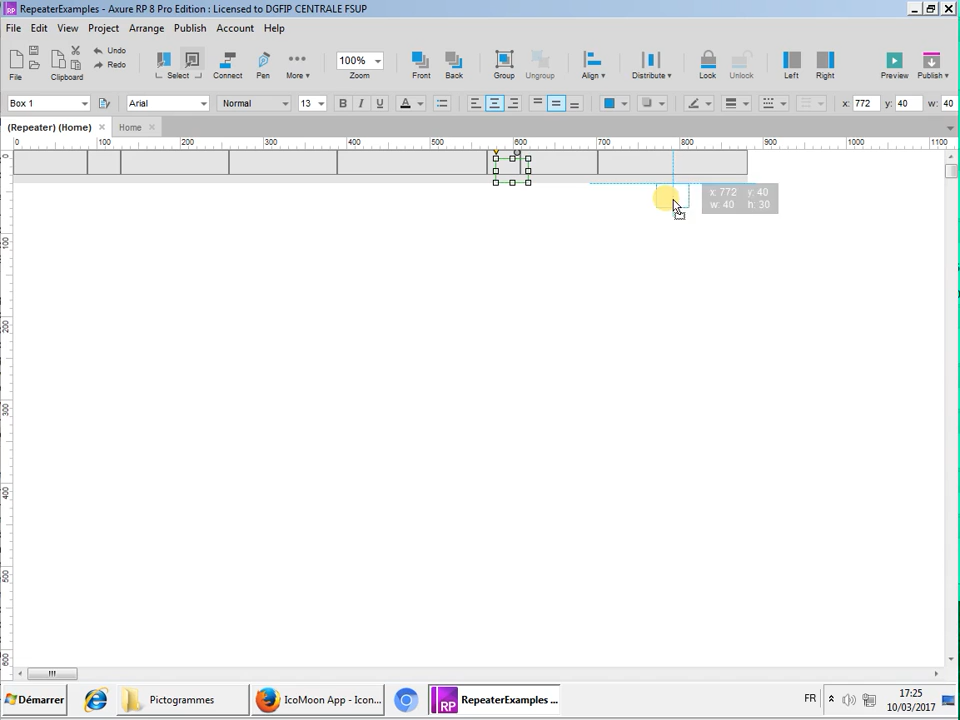 RepeaterExamples - Axure RP 8 Pro Edition : Licensed to DGFIP CENTRALE FSUP
File Edit View Project Arrange Publish Account Help
Undo
Redo
100%
File Clipboard Select Connect Pen More Zoom Front Back Group Ungroup Align Distribute Lock Unlock Left Right Preview Publish
Box 1 Arial Normal 13 B I U A x: 772 y: 40 w: 40
(Repeater) (Home) Home
0 100 200 300 400 500 600 700 800 900 1000 1100
0
100
200
300
400
500
600
x: 772 y: 40
w: 40 h: 30
Démarrer Pictogrammes IcoMoon App - Icon... RP RepeaterExamples ... FR 17:25
10/03/2017